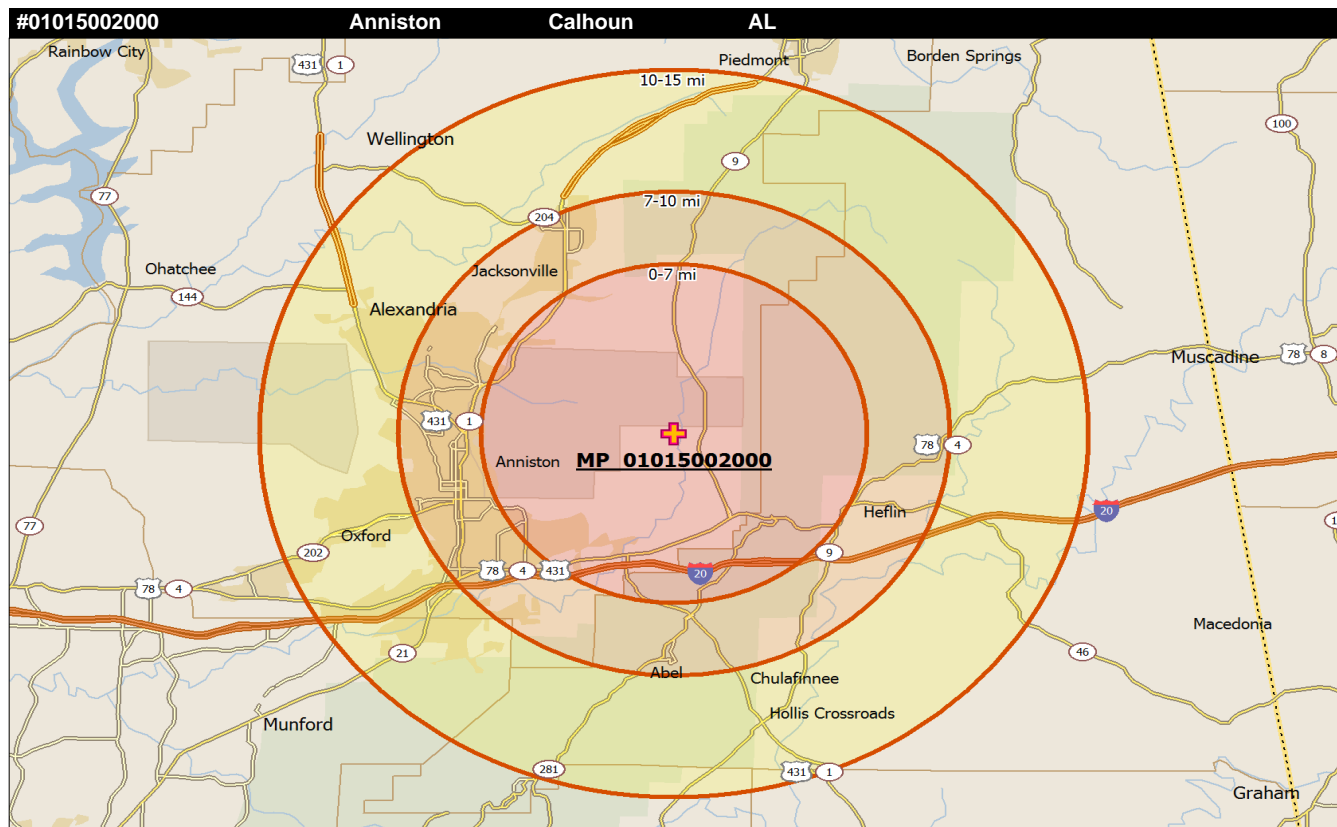 #01015002000 Anniston Calhoun AL
Rainbow City
431 1
Piedmont
Borden Springs
10-15 mi
100
Wellington
9
77
7-10 mi
204
Ohatchee
Jacksonville
0-7 mi
144
Alexandria
Muscadine
78 8
431 1
78 4
Anniston MP 01015002000
77
Heflin
20
202
Oxford
9
78 4 431
20
78 4
Macedonia
21
46
Abel
Chulafinnee
Munford
Hollis Crossroads
281
431 1
Graham